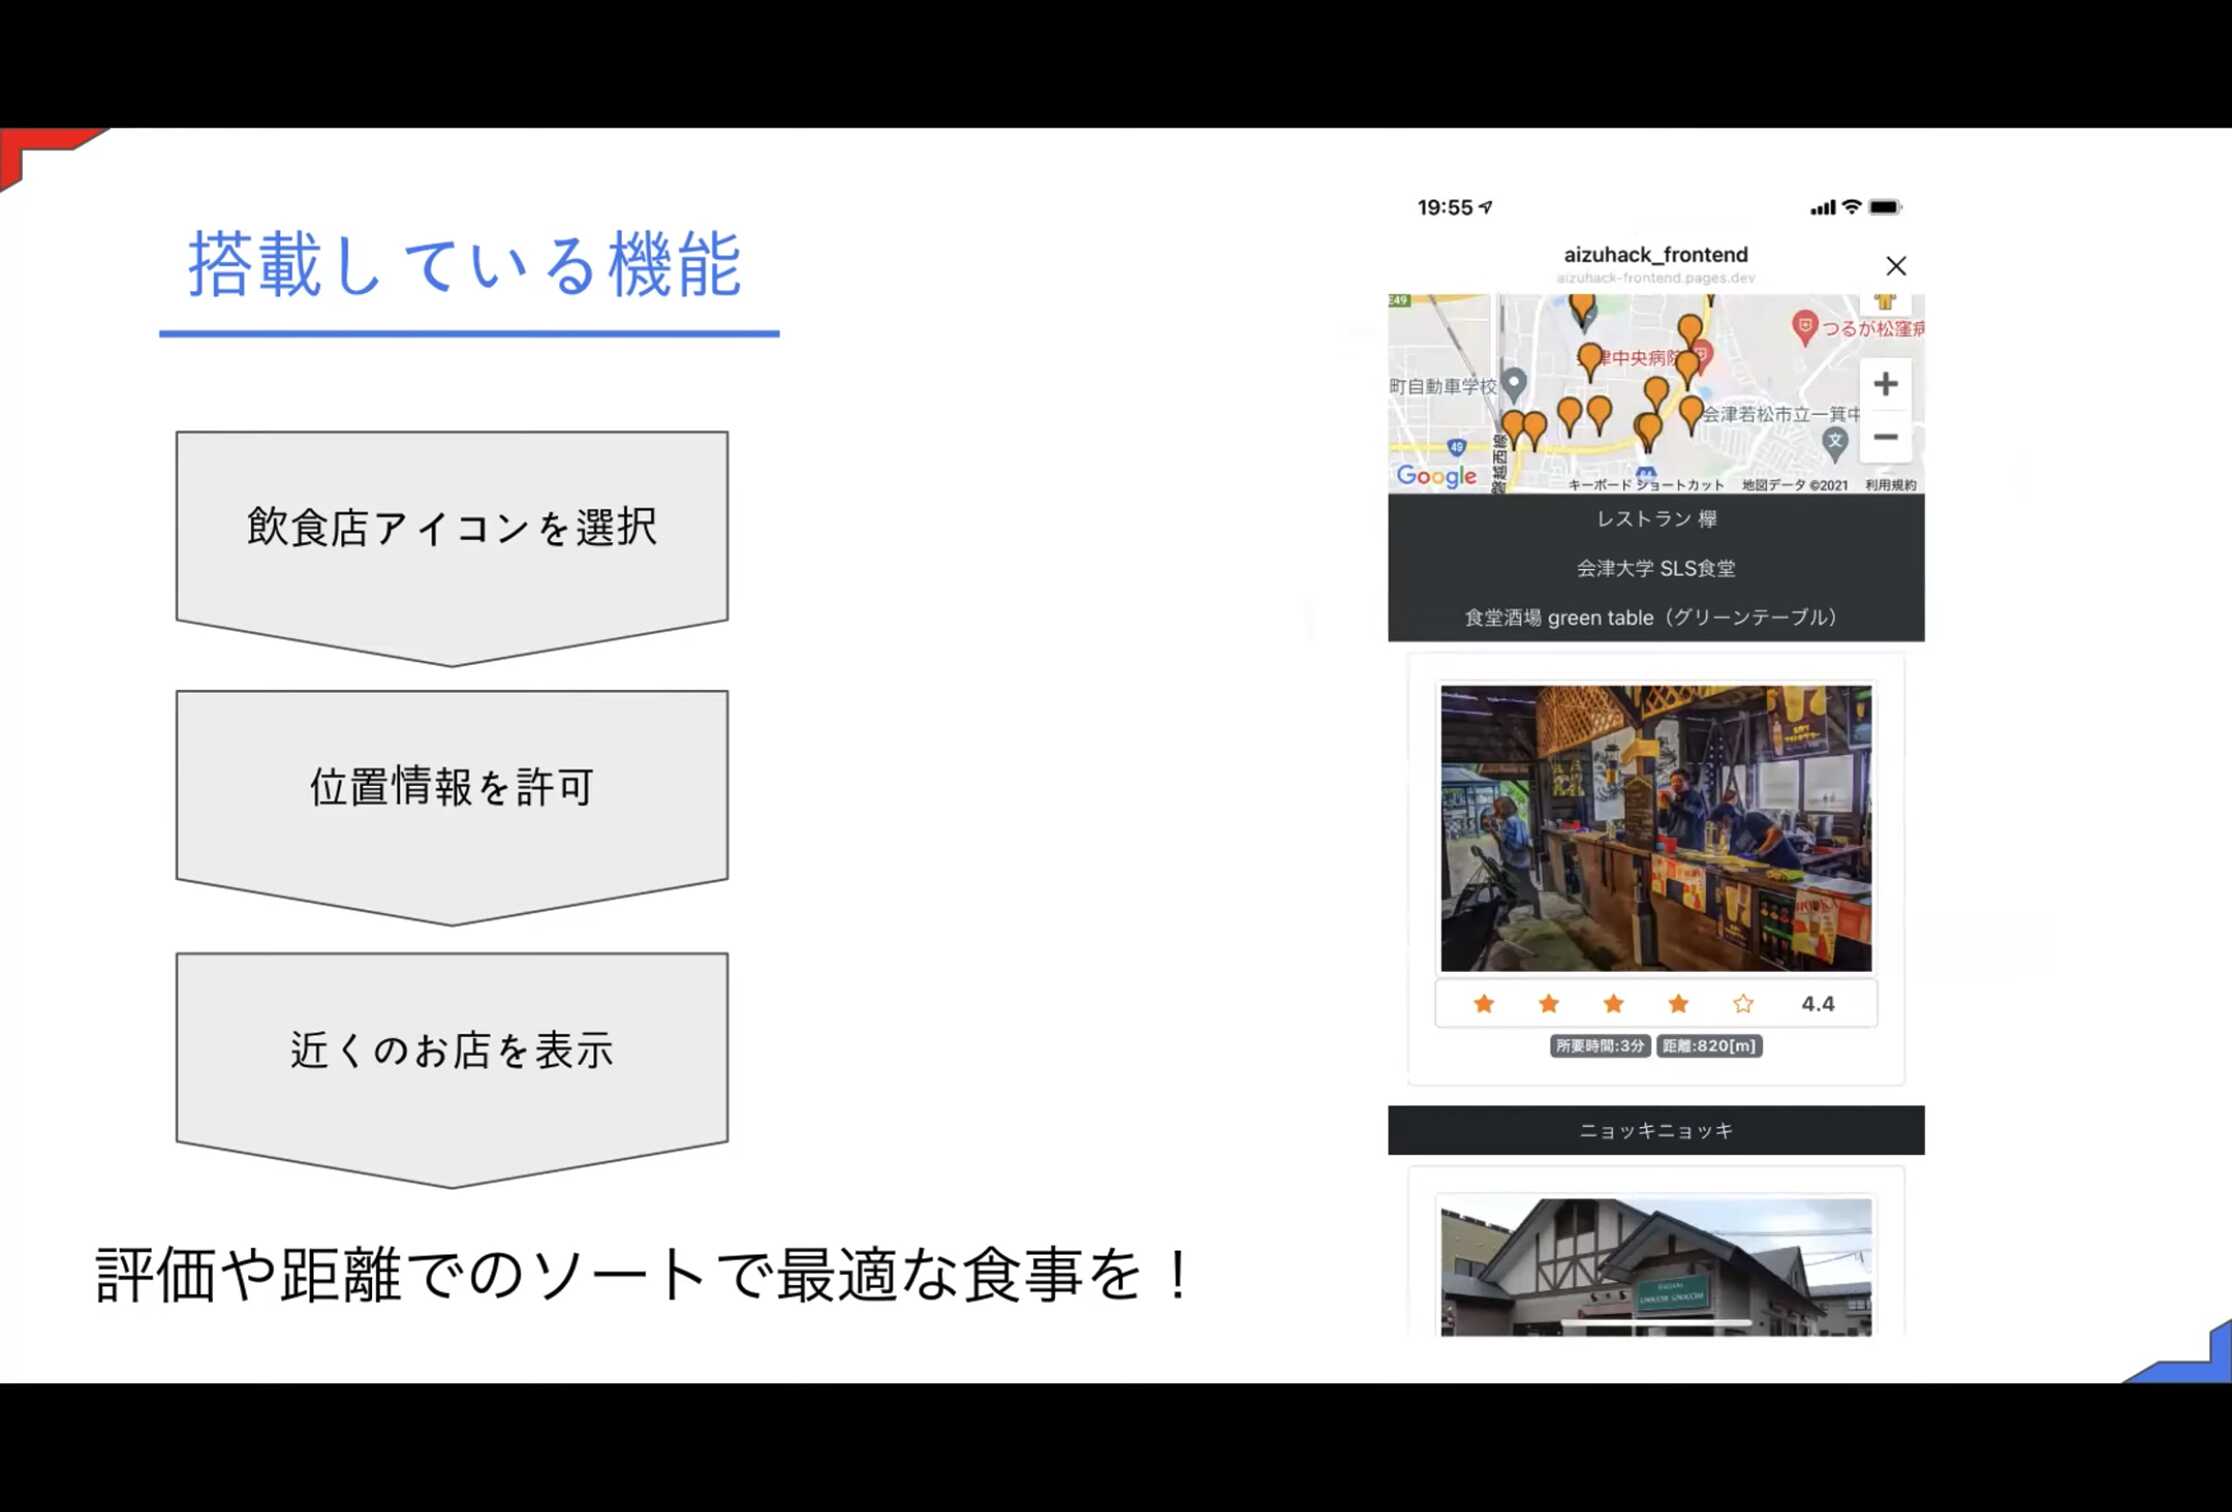 搭載している機能
飲食店アイコンを選択
位置情報を許可
近くのお店を表示
評価や距離でのソートで最適な食事を！
19:55
aizuhack_frontend
aizuhack-frontend.pages.dev
E49
つるが松窪病
津中央病院
町自動車学校
会津若松市立一箕中
文
49
磐越西線
Google
キーボード ショートカット 地図データ ©2021 利用規約
レストラン 欅
会津大学 SLS食堂
食堂酒場 green table（グリーンテーブル）
4.4
所要時間:3分 距離:820[m]
ニョッキニョッキ